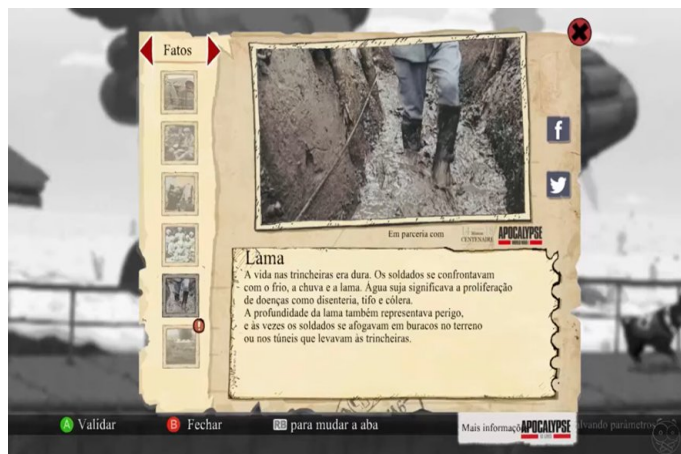 Fatos
Em parceria com
CENTENAIRE
APOCALYPSE
Lama
A vida nas trincheiras era dura. Os soldados se confrontavam
com o frio, a chuva e a lama. Água suja significava a proliferação
de doenças como disenteria, tifo e cólera.
A profundidade da lama também representava perigo,
e às vezes os soldados se afogavam em buracos no terreno
ou nos túneis que levavam às trincheiras.
A Validar
B Fechar
RB para mudar a aba
Mais informaçõ
APOCALYPSE
lvando parâmetros